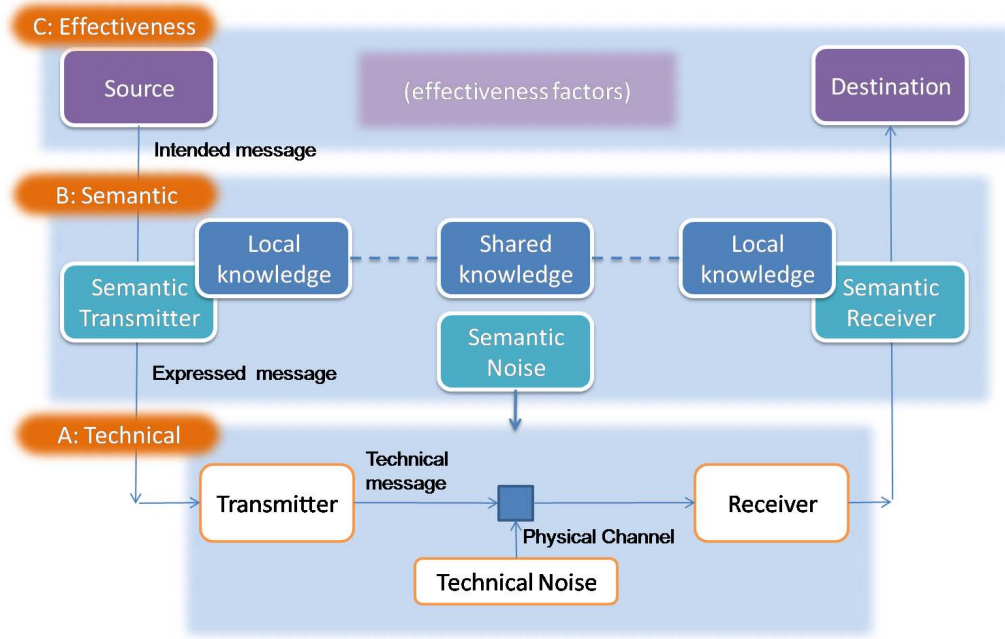 C: Effectiveness
Source
(effectiveness factors)
Destination
Intended message
B: Semantic
Local
knowledge
Shared
knowledge
Local
knowledge
Semantic
Transmitter
Semantic
Receiver
Semantic
Noise
Expressed message
A: Technical
Technical
message
Transmitter
Receiver
Physical Channel
Technical Noise